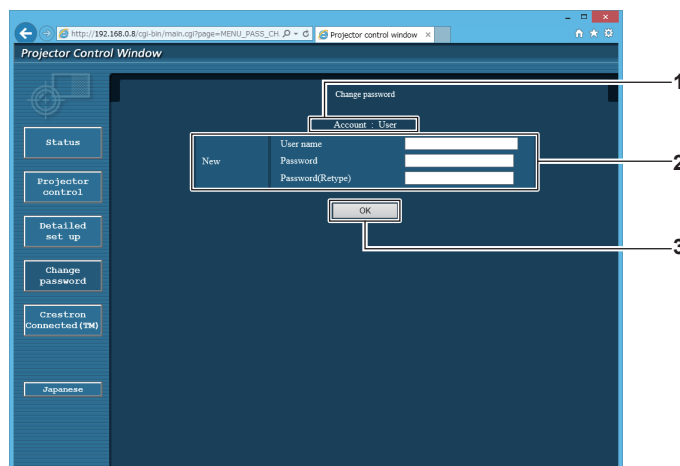 http://192.168.0.8/cgi-bin/main.cgi?page=MENU_PASS_CH.
Projector control window
Projector Control Window
Change password
1
Account : User
Status
New
User name
Password
Password(Retype)
2
Projector
control
OK
Detailed
set up
3
Change
password
Crestron
Connected(TM)
Japanese